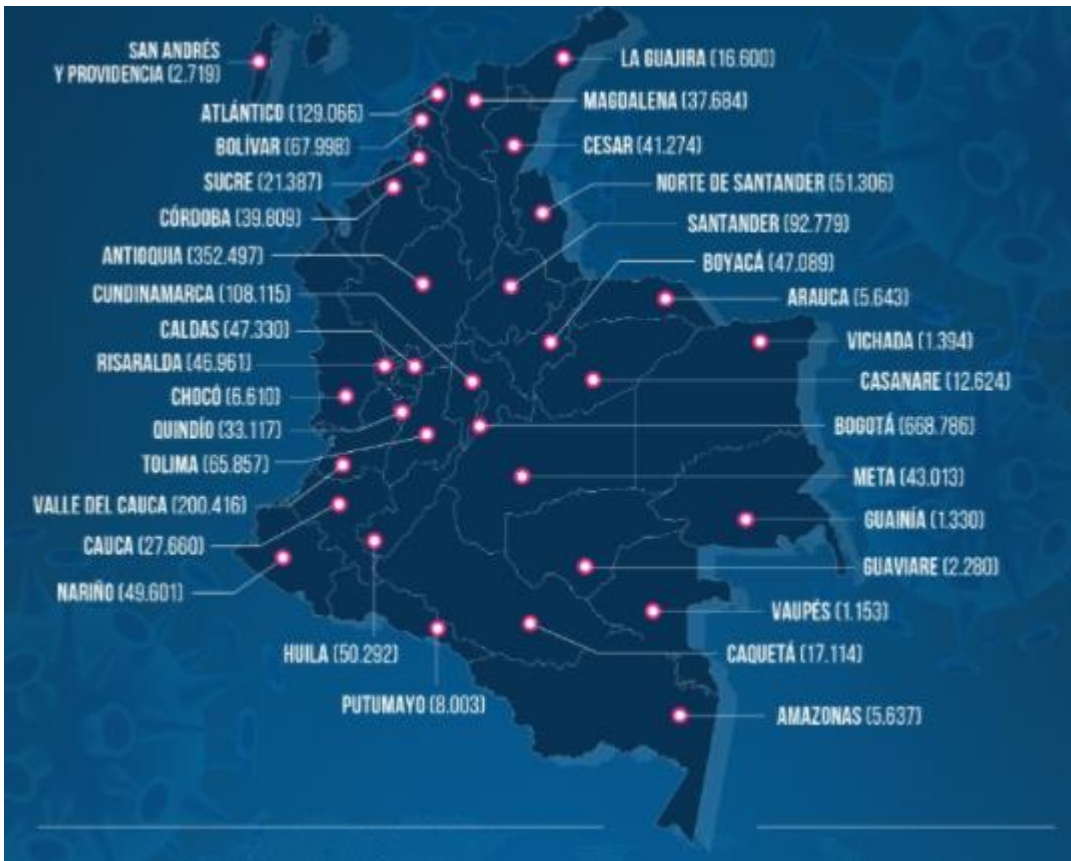 SAN ANDRÉS
Y PROVIDENCIA (2.719)
ATLÁNTICO (129.066)
BOLÍVAR (67.998)
SUCRE (21.387)
CÓRDOBA (39.809)
ANTIOQUIA (352.497)
CUNDINAMARCA (108.115)
CALDAS (47.330)
RISARALDA (46.961)
CHOCÓ (6.610)
QUINDÍO (33.117)
TOLIMA (65.857)
VALLE DEL CAUCA (200.416)
CAUCA (27.660)
NARIÑO (49.601)
HUILA (50.292)
PUTUMAYO (8.003)
LA GUAJIRA (16.600)
MAGDALENA (37.684)
CESAR (41.274)
NORTE DE SANTANDER (51.306)
SANTANDER (92.779)
BOYACÁ (47.089)
ARAUCA (5.643)
VICHADA (1.394)
CASANARE (12.624)
BOGOTÁ (668.786)
META (43.013)
GUAINÍA (1.330)
GUAVIARE (2.280)
VAUPÉS (1.153)
CAQUETÁ (17.114)
AMAZONAS (5.637)